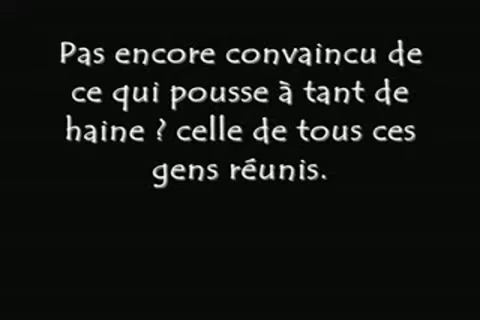 Pas encore convaincu de
ce qui pousse à tant de
haine ? celle de tous ces
gens réunis.